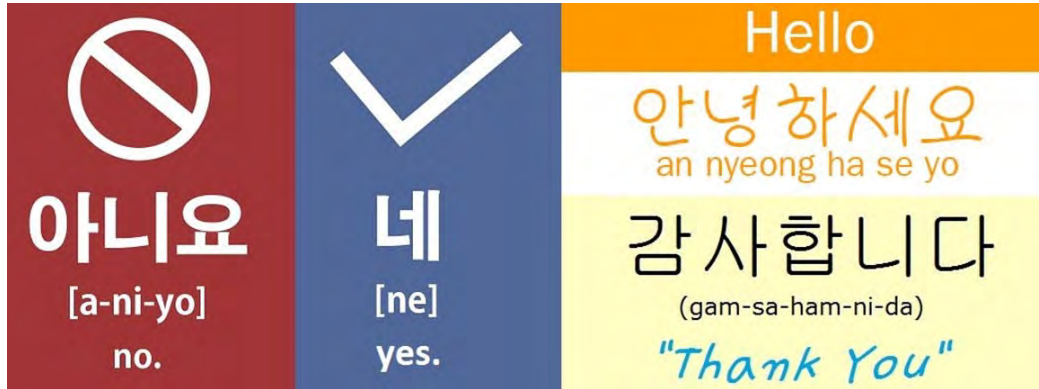 아니요
[a-ni-yo]
no.
네
[ne]
yes.
Hello
안녕하세요
an nyeong ha se yo
감사합니다
(gam-sa-ham-ni-da)
"Thank You"